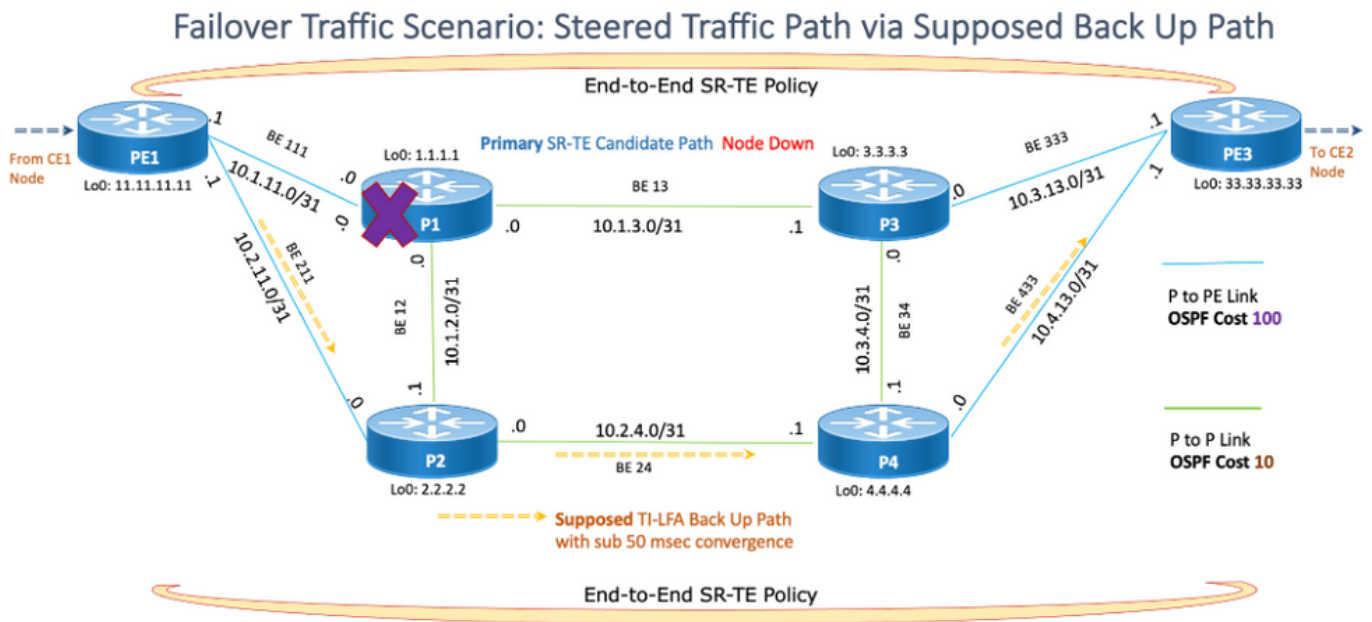 Failover Traffic Scenario: Steered Traffic Path via Supposed Back Up Path
End-to-End SR-TE Policy
PE1
From CE1
Node
Lo0: 11.11.11.11
.1
.1
BE 111
10.1.11.0/31
.0
.0
Lo0: 1.1.1.1
P1
Primary SR-TE Candidate Path Node Down
BE 13
.0
10.1.3.0/31
.1
Lo0: 3.3.3.3
P3
.0
BE 333
10.3.13.0/31
.1
.1
PE3
To CE2
Node
Lo0: 33.33.33.33
BE 211
10.2.11.0/31
.0
.0
BE 12
10.1.2.0/31
.1
.0
10.3.4.0/31
BE 34
.1
BE 433
10.4.13.0/31
.0
P to PE Link
OSPF Cost 100
P2
Lo0: 2.2.2.2
.0
10.2.4.0/31
.1
BE 24
P4
Lo0: 4.4.4.4
P to P Link
OSPF Cost 10
Supposed TI-LFA Back Up Path
with sub 50 msec convergence
End-to-End SR-TE Policy